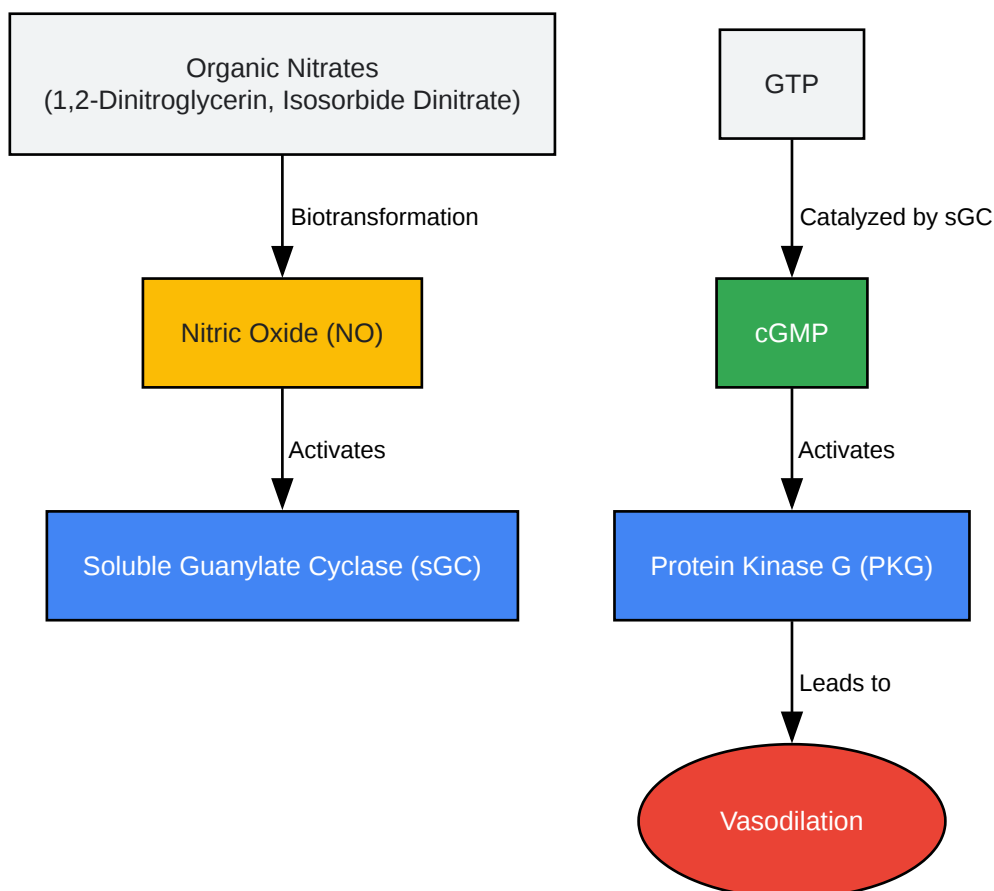 Organic Nitrates
(1,2-Dinitroglycerin, Isosorbide Dinitrate)
Biotransformation
Nitric Oxide (NO)
Activates
Soluble Guanylate Cyclase (sGC)
GTP
Catalyzed by sGC
cGMP
Activates
Protein Kinase G (PKG)
Leads to
Vasodilation